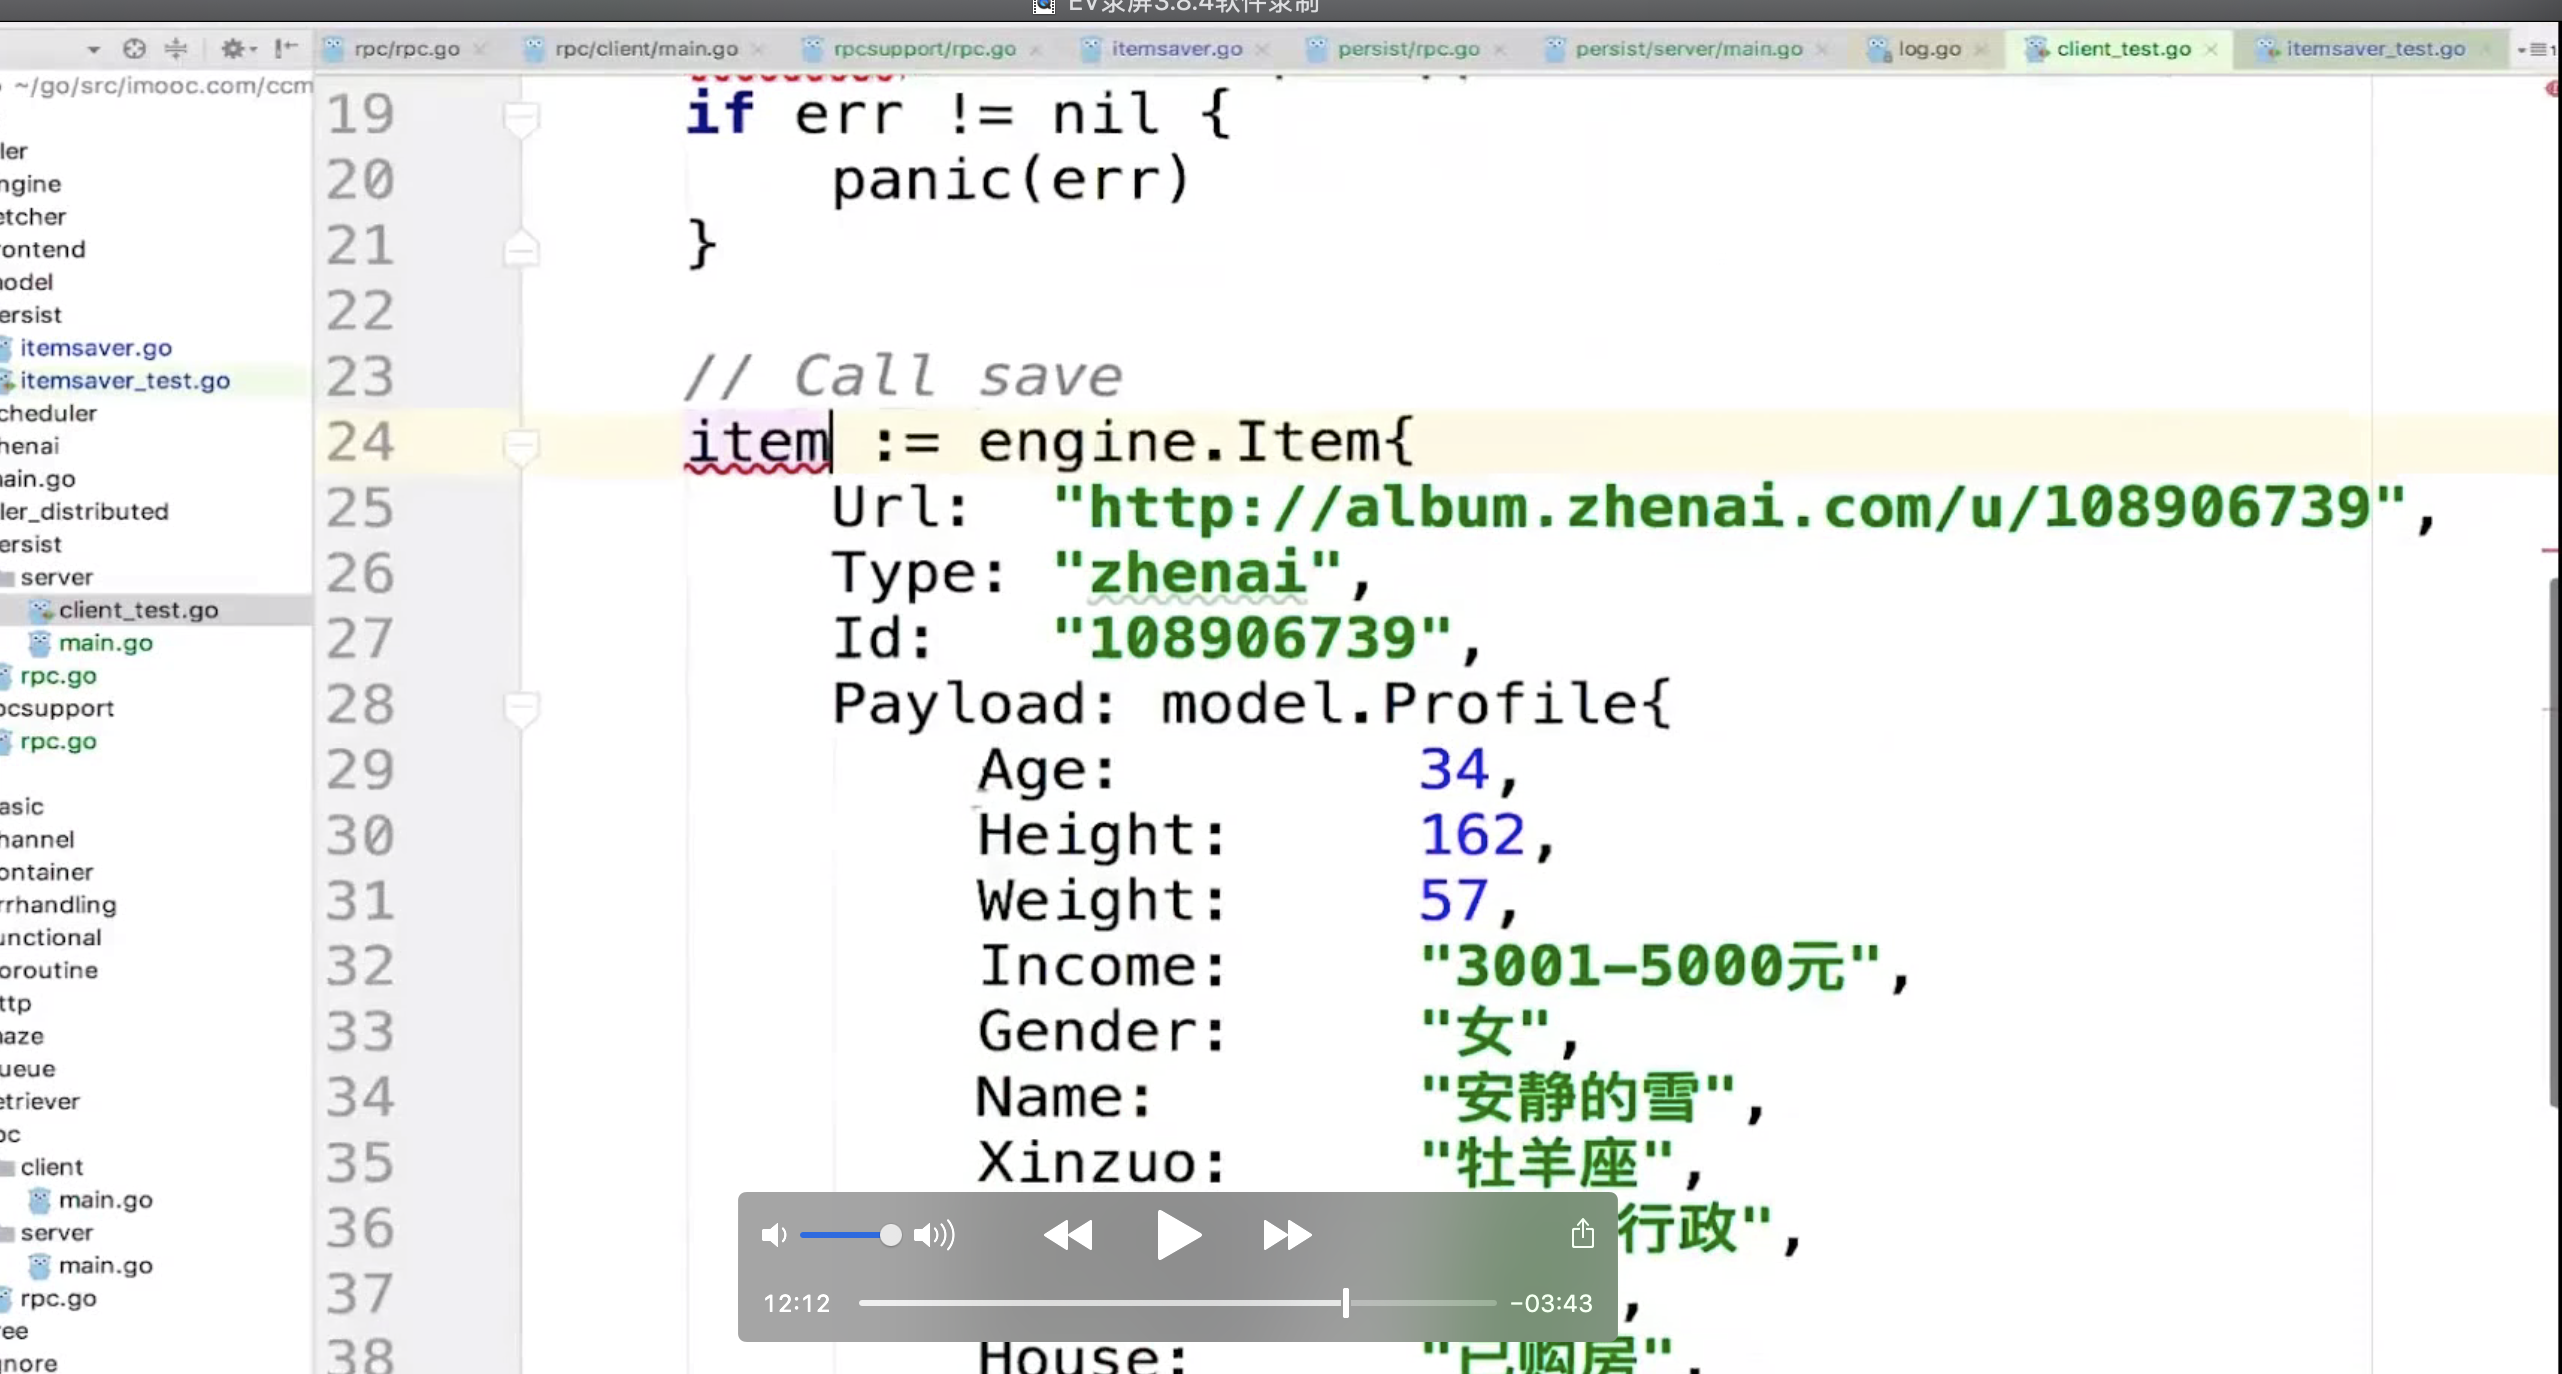 EV录屏3.8.4软件录制
rpc/rpc.go rpc/client/main.go rpcsupport/rpc.go itemsaver.go persist/rpc.go persist/server/main.go log.go client_test.go itemsaver_test.go
~/go/src/imooc.com/ccm
ler
ngine
etcher
rontend
odel
ersist
itemsaver.go
itemsaver_test.go
cheduler
henai
ain.go
ler_distributed
ersist
server
client_test.go
main.go
rpc.go
pcsupport
rpc.go
asic
hannel
ontainer
rrhandling
unctional
oroutine
ttp
aze
ueue
etriever
pc
client
main.go
server
main.go
rpc.go
ree
gnore
19 if err != nil {
20 panic(err)
21 }
22
23 // Call save
24 item := engine.Item{
25 Url: "http://album.zhenai.com/u/108906739",
26 Type: "zhenai",
27 Id: "108906739",
28 Payload: model.Profile{
29 Age: 34,
30 Height: 162,
31 Weight: 57,
32 Income: "3001-5000元",
33 Gender: "女",
34 Name: "安静的雪",
35 Xinzuo: "牡羊座",
36 行政",
37 ,
38 House: "已购房",
12:12 -03:43